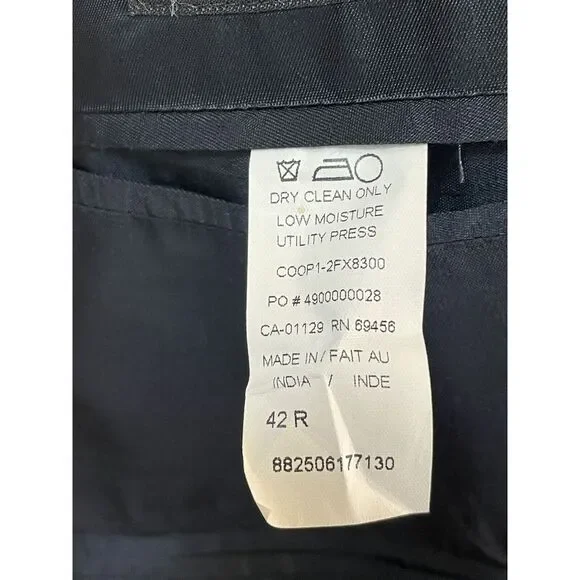 DRY CLEAN ONLY
LOW MOISTURE
UTILITY PRESS
COOP1-2FX8300
PO # 4900000028
CA-01129 RN 69456
MADE IN / FAIT AU
INDIA / INDE
42 R
882506177130